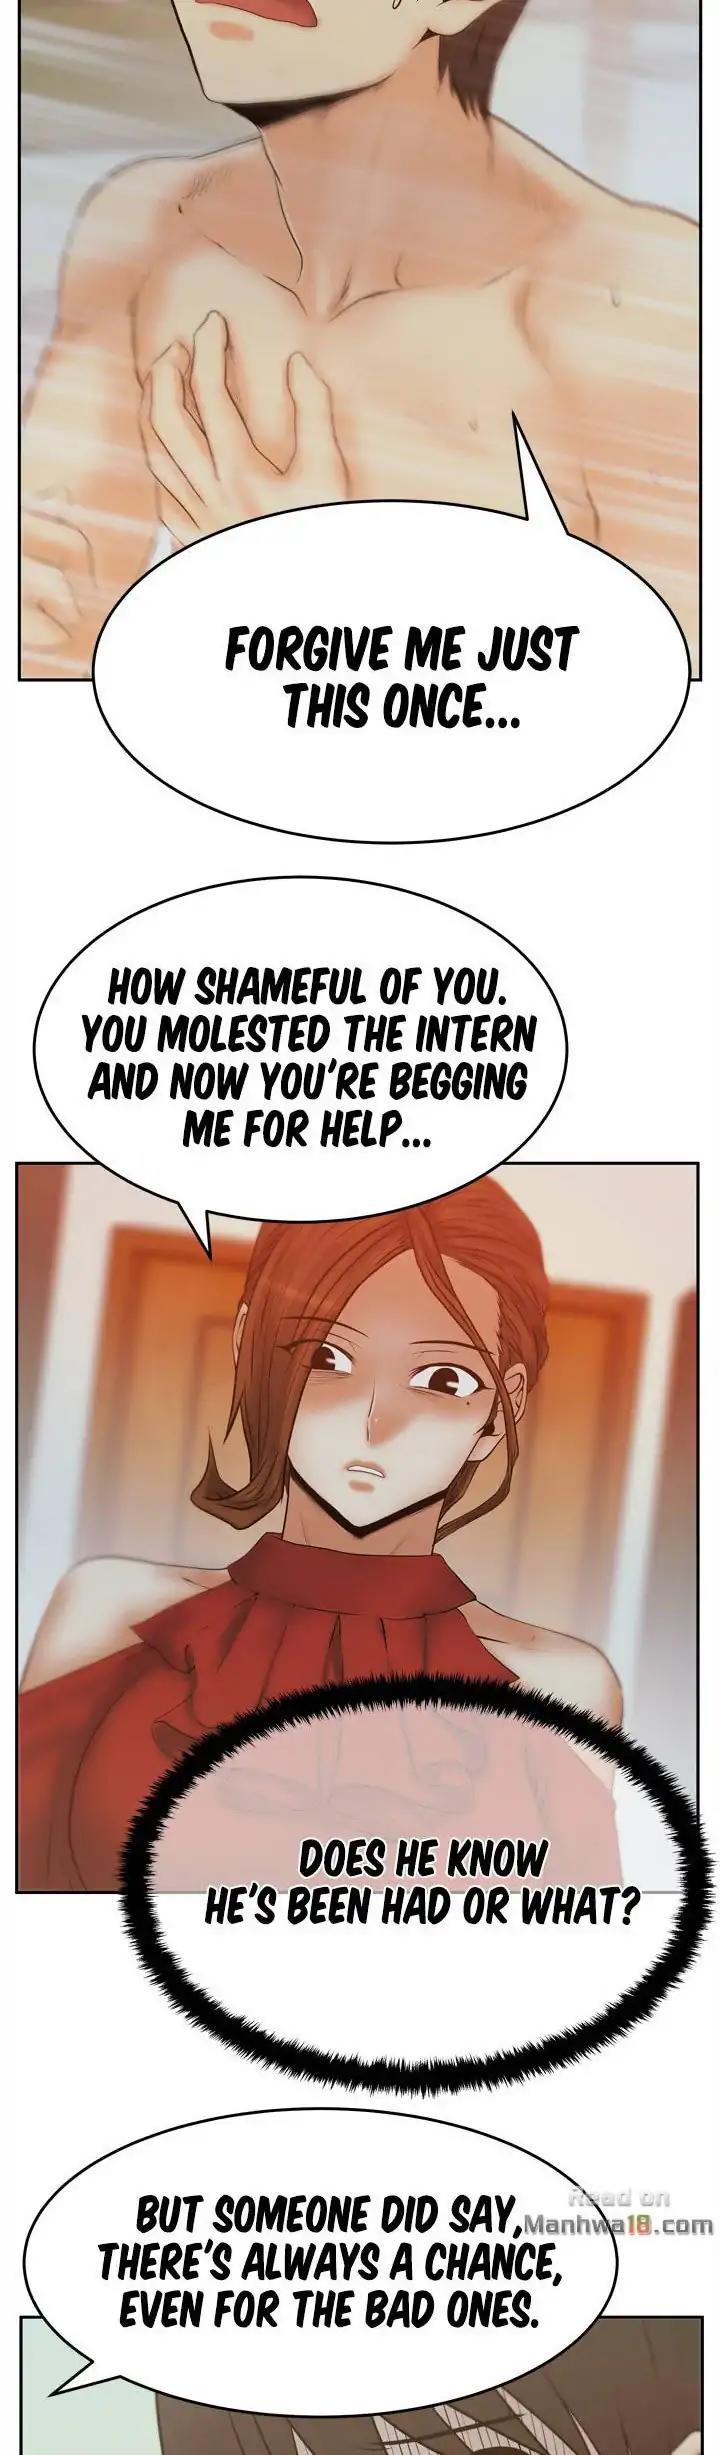 FORGIVE ME JUST
THIS ONCE...
HOW SHAMEFUL OF YOU.
YOU MOLESTED THE INTERN
AND NOW YOU'RE BEGGING
ME FOR HELP...
DOES HE KNOW
HE'S BEEN HAD OR WHAT?
Read on
Manhwa18.com
BUT SOMEONE DID SAY,
THERE'S ALWAYS A CHANCE,
EVEN FOR THE BAD ONES.